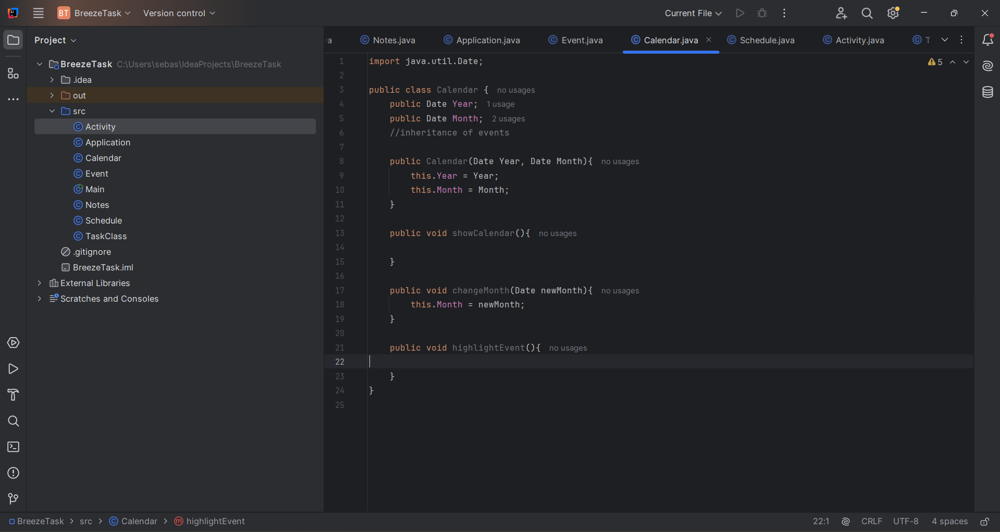 BT BreezeTask Version control Current File
Project
a Notes.java Application.java Event.java Calendar.java Schedule.java Activity.java T
BreezeTask C:\Users\sebas\IdeaProjects\BreezeTask
.idea
out
src
Activity
Application
Calendar
Event
Main
Notes
Schedule
TaskClass
.gitignore
BreezeTask.iml
External Libraries
Scratches and Consoles
5
1 import java.util.Date;
2
3 public class Calendar { no usages
4 public Date Year; 1 usage
5 public Date Month; 2 usages
6 //inheritance of events
7
8 public Calendar(Date Year, Date Month){ no usages
9 this.Year = Year;
10 this.Month = Month;
11 }
12
13 public void showCalendar(){ no usages
14
15 }
16
17 public void changeMonth(Date newMonth){ no usages
18 this.Month = newMonth;
19 }
20
21 public void highlightEvent(){ no usages
22
23 }
24 }
25
BreezeTask > src > Calendar > highlightEvent 22:1 CRLF UTF-8 4 spaces